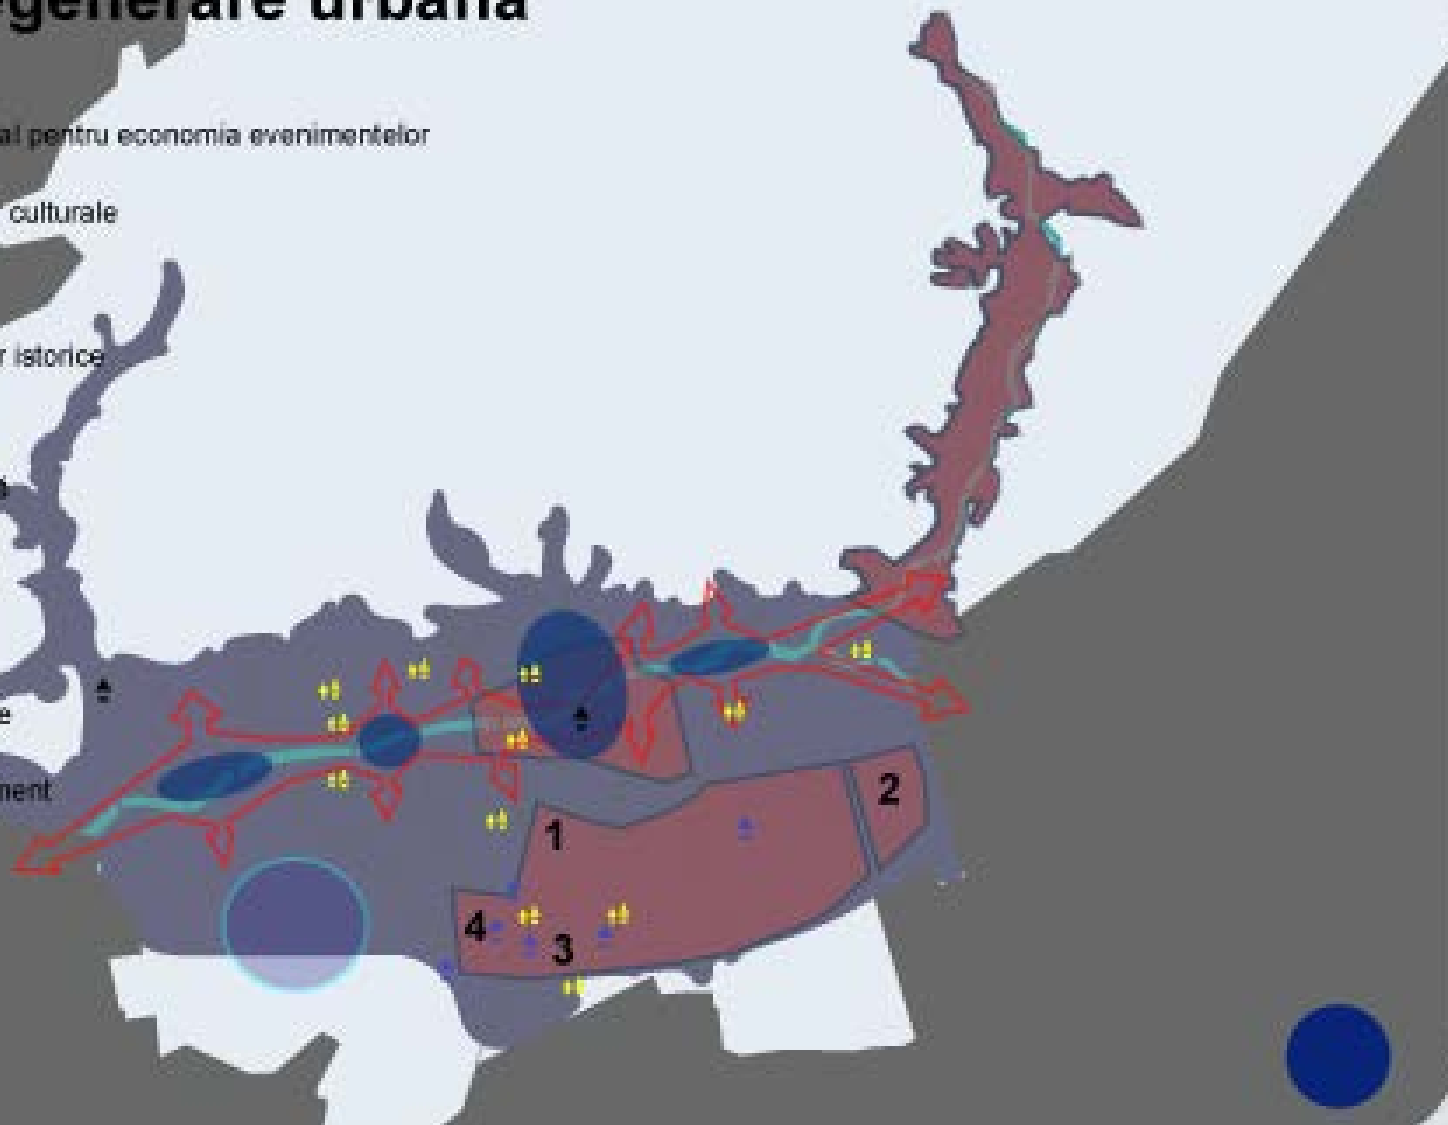 egenerare urbana
al pentru economia evenimentelor
culturale
r istorice
e
nent
2
1
4
3